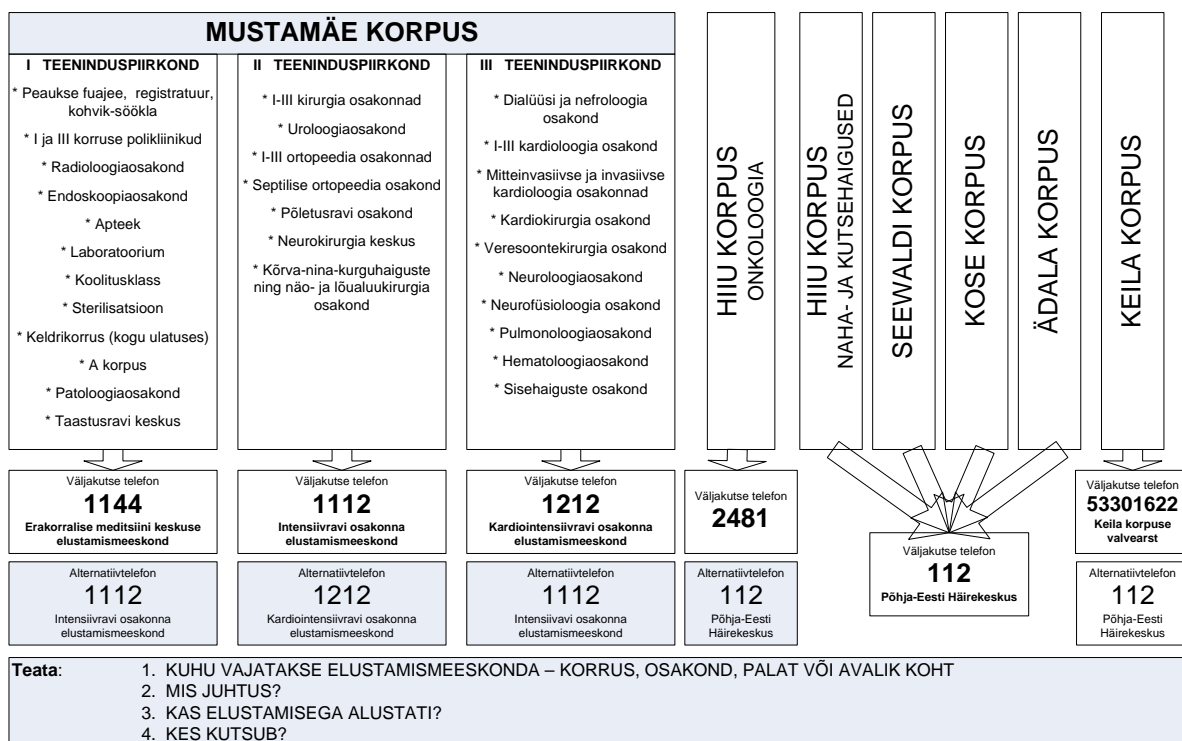 MUSTAMÄE KORPUS
I TEENINDUSPIIRKOND
* Peaukse fuajee, registratuur,
kohvik-söökla
* I ja III korruse polikliinikud
* Radioloogiaosakond
* Endoskoopiaosakond
* Apteek
* Laboratoorium
* Koolitusklass
* Sterilisatsioon
* Keldrikorrus (kogu ulatuses)
* A korpus
* Patoloogiaosakond
* Taastusravi keskus
II TEENINDUSPIIRKOND
* I-III kirurgia osakonnad
* Uroloogiaosakond
* I-III ortopeedia osakonnad
* Septilise ortopeedia osakond
* Põletusravi osakond
* Neurokirurgia keskus
* Kõrva-nina-kurguhaiguste
ning näo- ja lõualuukirurgia
osakond
III TEENINDUSPIIRKOND
* Dialüüsi ja nefroloogia
osakond
* I-III kardioloogia osakond
* Mitteinvasiivse ja invasiivse
kardioloogia osakonnad
* Kardiokirurgia osakond
* Veresoontekirurgia osakond
* Neuroloogiaosakond
* Neurofüsioloogia osakond
* Pulmonoloogiaosakond
* Hematoloogiaosakond
* Sisehaiguste osakond
HIIU KORPUS
ONKOLOOGIA
HIIU KORPUS
NAHA- JA KUTSEHAIGUSED
SEEWALDI KORPUS
KOSE KORPUS
ÄDALA KORPUS
KEILA KORPUS
Väljakutse telefon
1144
Erakorralise meditsiini keskuse
elustamismeeskond
Väljakutse telefon
1112
Intensiivravi osakonna
elustamismeeskond
Väljakutse telefon
1212
Kardiointensiivravi osakonna
elustamismeeskond
Väljakutse telefon
2481
Väljakutse telefon
112
Põhja-Eesti Häirekeskus
Väljakutse telefon
53301622
Keila korpuse
valvearst
Alternatiivtelefon
1112
Intensiivravi osakonna
elustamismeeskond
Alternatiivtelefon
1212
Kardiointensiivravi osakonna
elustamismeeskond
Alternatiivtelefon
1112
Intensiivravi osakonna
elustamismeeskond
Alternatiivtelefon
112
Põhja-Eesti
Häirekeskus
Alternatiivtelefon
112
Põhja-Eesti
Häirekeskus
Teata: 1. KUHU VAJATAKSE ELUSTAMISMEESKONDA – KORRUS, OSAKOND, PALAT VÕI AVALIK KOHT
2. MIS JUHTUS?
3. KAS ELUSTAMISEGA ALUSTATI?
4. KES KUTSUB?